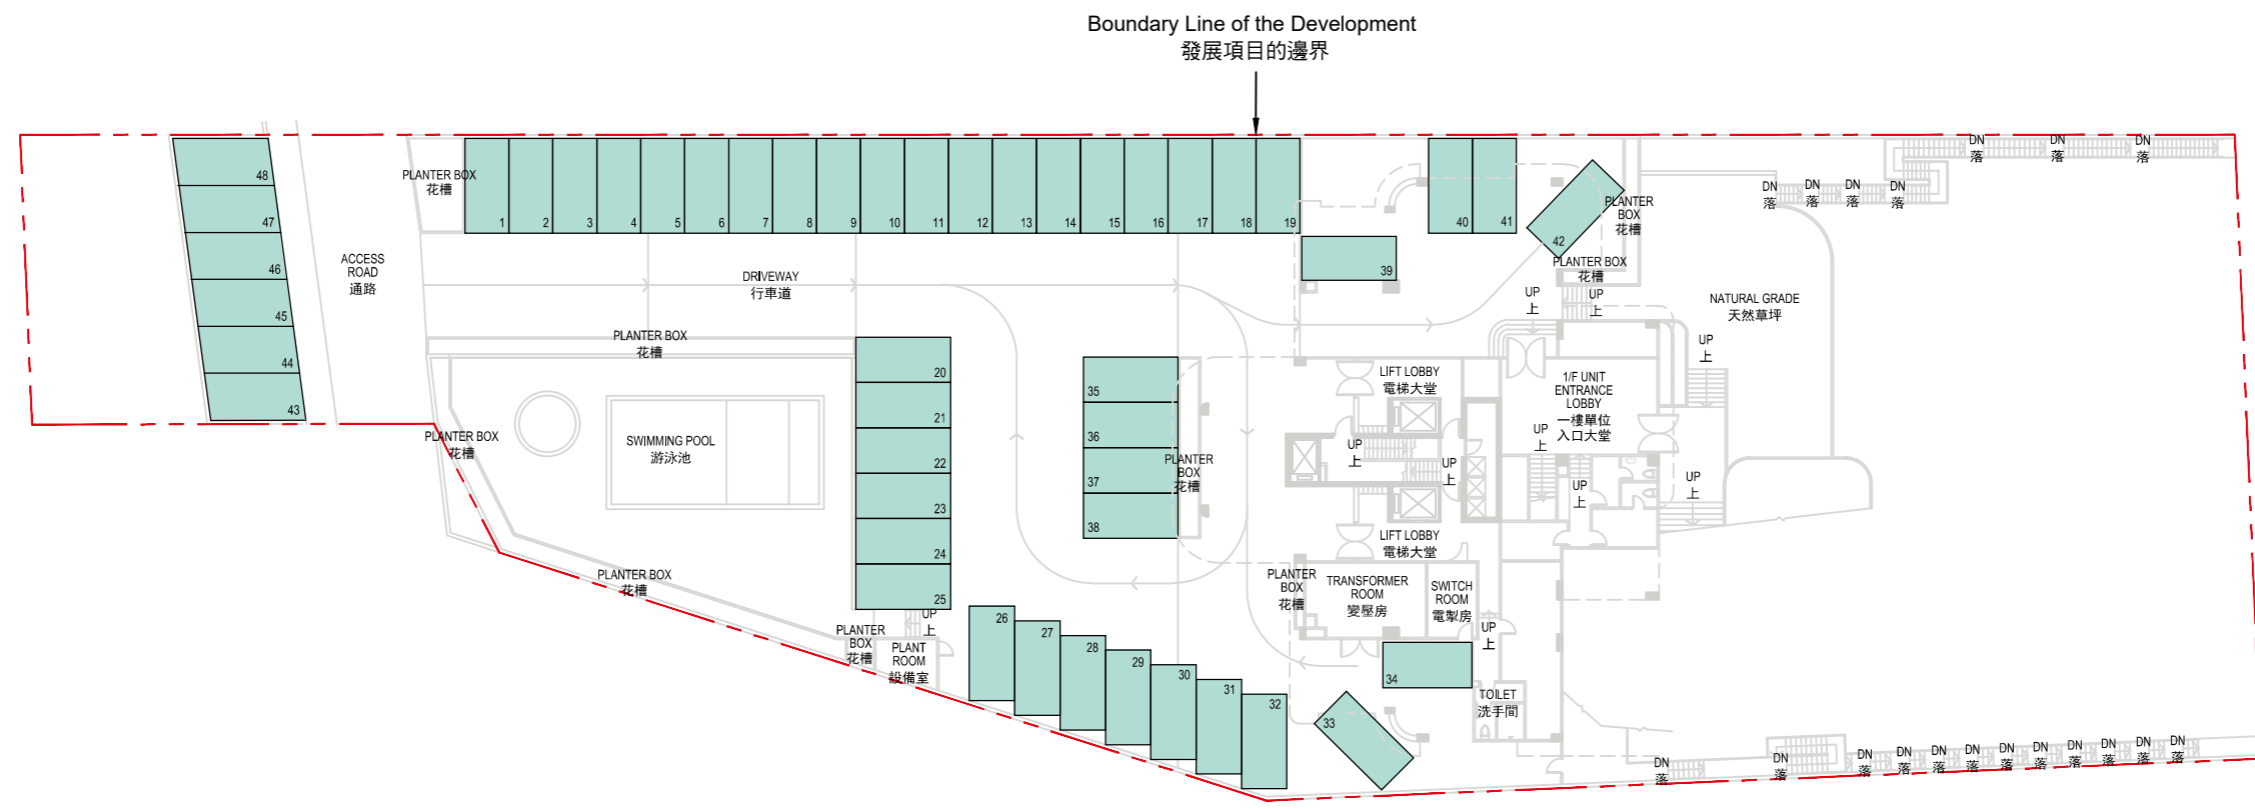 Boundary Line of the Development
發展項目的邊界
48
47
46
45
44
43
ACCESS
ROAD
通路
PLANTER BOX
花槽
1
2
3
4
5
6
7
8
9
10
11
12
13
14
15
16
17
18
19
40
41
42
39
PLANTER
BOX
花槽
PLANTER BOX
花槽
DN
落
DN
落
DN
落
DN
落
DN
落
DN
落
DN
落
DRIVEWAY
行車道
NATURAL GRADE
天然草坪
UP
上
UP
上
UP
上
PLANTER BOX
花槽
PLANTER BOX
花槽
SWIMMING POOL
游泳池
20
21
22
23
24
25
35
36
37
38
PLANTER
BOX
花槽
LIFT LOBBY
電梯大堂
1/F UNIT
ENTRANCE
LOBBY
一樓單位
入口大堂
UP
上
UP
上
UP
上
UP
上
UP
上
LIFT LOBBY
電梯大堂
PLANTER BOX
花槽
PLANTER
BOX
花槽
UP
上
PLANT
ROOM
設備室
PLANTER
BOX
花槽
TRANSFORMER
ROOM
變壓房
SWITCH
ROOM
電掣房
UP
上
26
27
28
29
30
31
32
33
34
TOILET
洗手間
DN
落
DN
落
DN
落
DN
落
DN
落
DN
落
DN
落
DN
落
DN
落
DN
落
DN
落